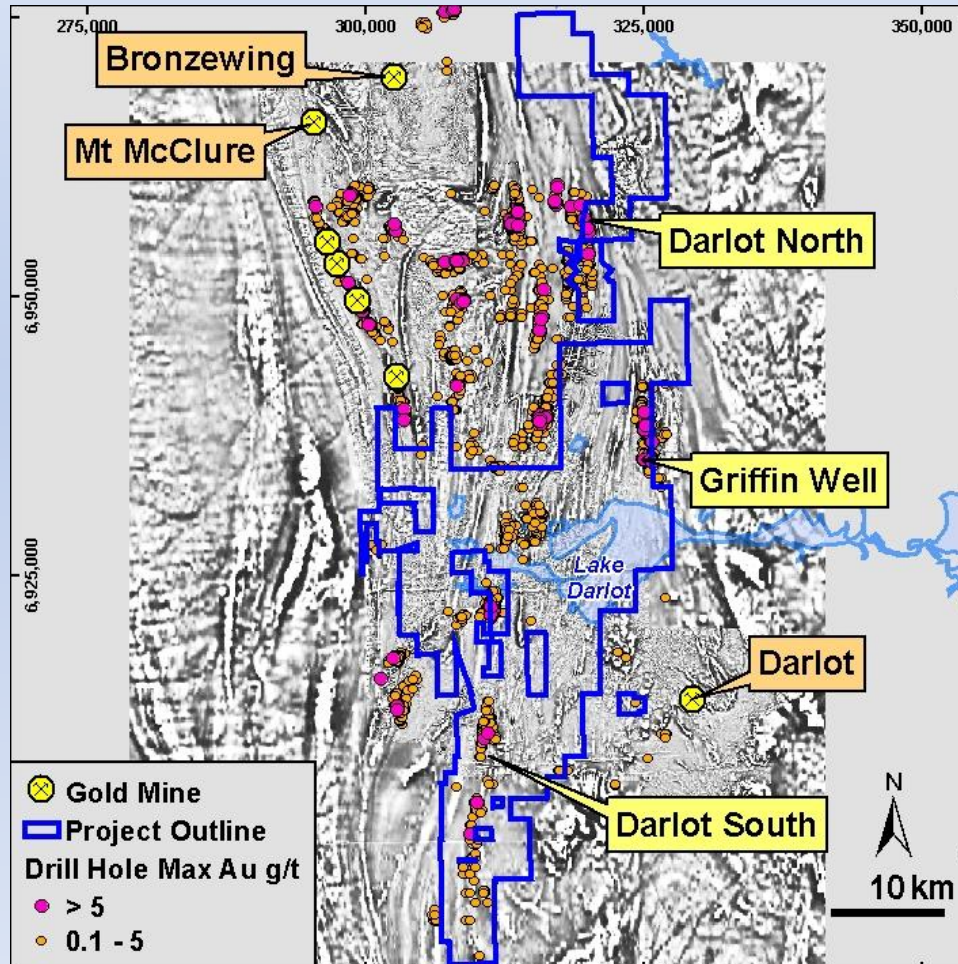 275,000
300,000
325,000
350,000
Bronzewing
Mt McClure
Darlot North
6,950,000
Griffin Well
6,925,000
Lake
Darlot
Darlot
Darlot South
Gold Mine
Project Outline
Drill Hole Max Au g/t
> 5
0.1 - 5
N
10 km